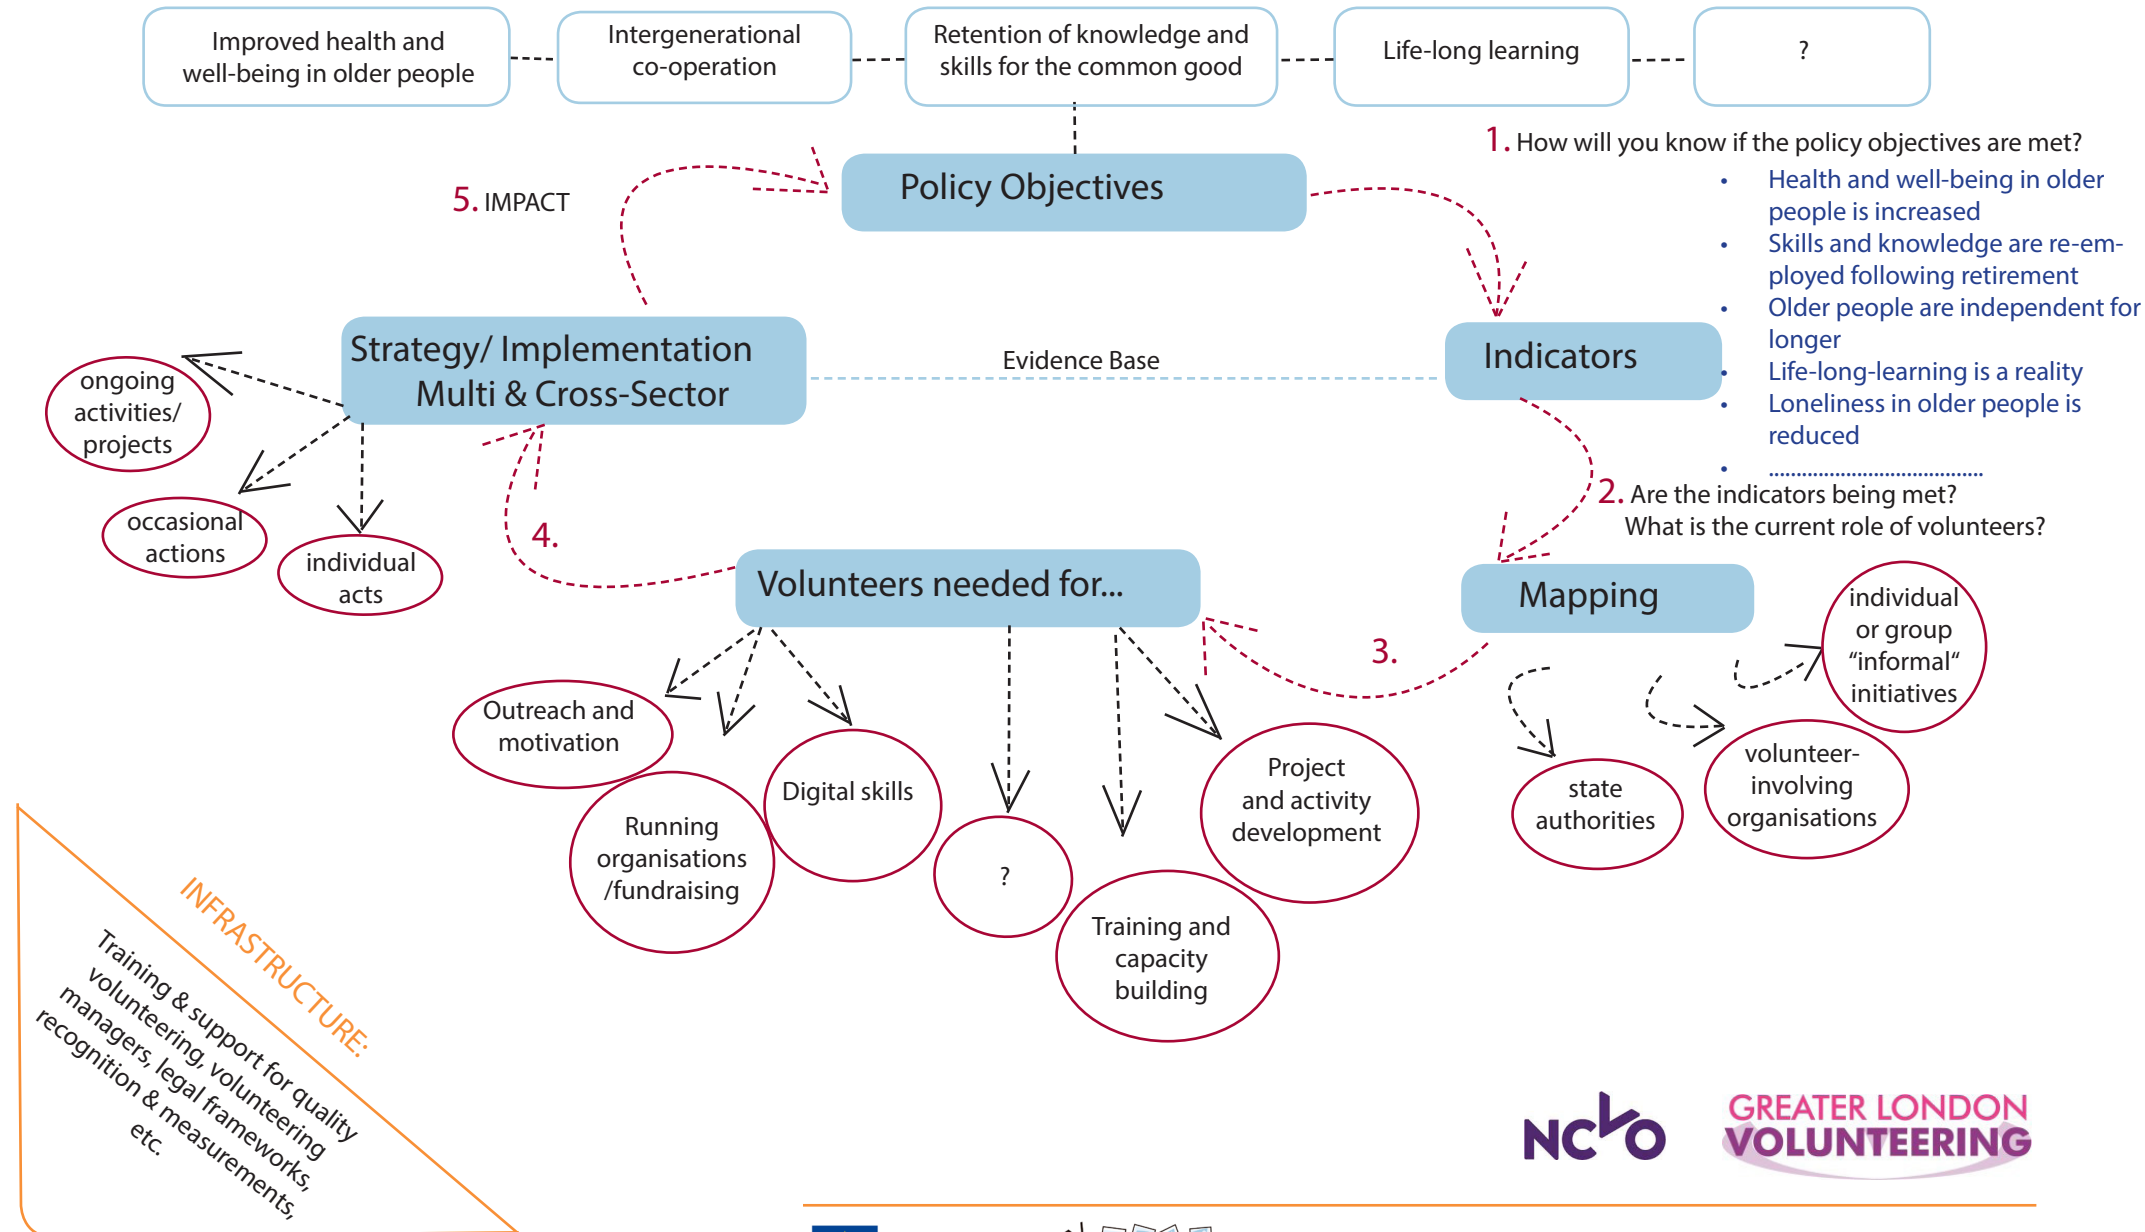 Improved health and
well-being in older people
Intergenerational
co-operation
Retention of knowledge and
skills for the common good
Life-long learning
?
1. How will you know if the policy objectives are met?
• Health and well-being in older
people is increased
• Skills and knowledge are re-em-
ployed following retirement
• Older people are independent for
longer
• Life-long-learning is a reality
• Loneliness in older people is
reduced
• .......................................
5. IMPACT
Policy Objectives
Strategy/ Implementation
Multi & Cross-Sector
Evidence Base
Indicators
ongoing
activities/
projects
occasional
actions
individual
acts
2. Are the indicators being met?
What is the current role of volunteers?
4.
Volunteers needed for...
Mapping
3.
individual
or group
“informal“
initiatives
volunteer-
involving
organisations
state
authorities
Outreach and
motivation
Running
organisations
/fundraising
Digital skills
?
Training and
capacity
building
Project
and activity
development
INFRASTRUCTURE:
Training & support for quality
volunteering, volunteering
managers, legal frameworks,
recognition & measurements,
etc.
NCVO
GREATER LONDON
VOLUNTEERING